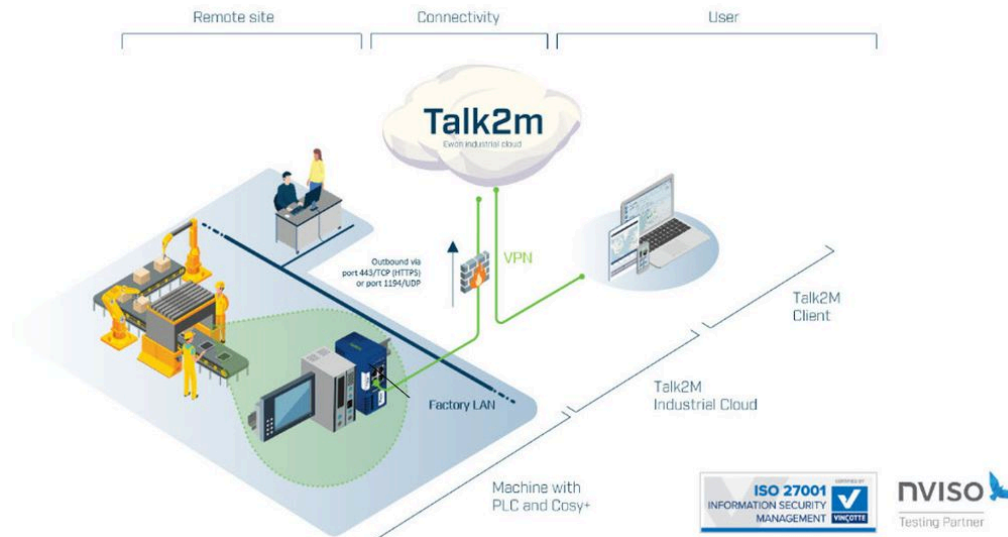 Remote site
Connectivity
User
Talk2m
Ewon industrial cloud
Outbound via
port 443/TCP (HTTPS)
or port 1194/UDP
VPN
Talk2M
Client
Talk2M
Industrial Cloud
Factory LAN
Machine with
PLC and Cosy+
CERTIFIED BY
ISO 27001
INFORMATION SECURITY
MANAGEMENT
VINÇOTTE
nviso
Testing Partner